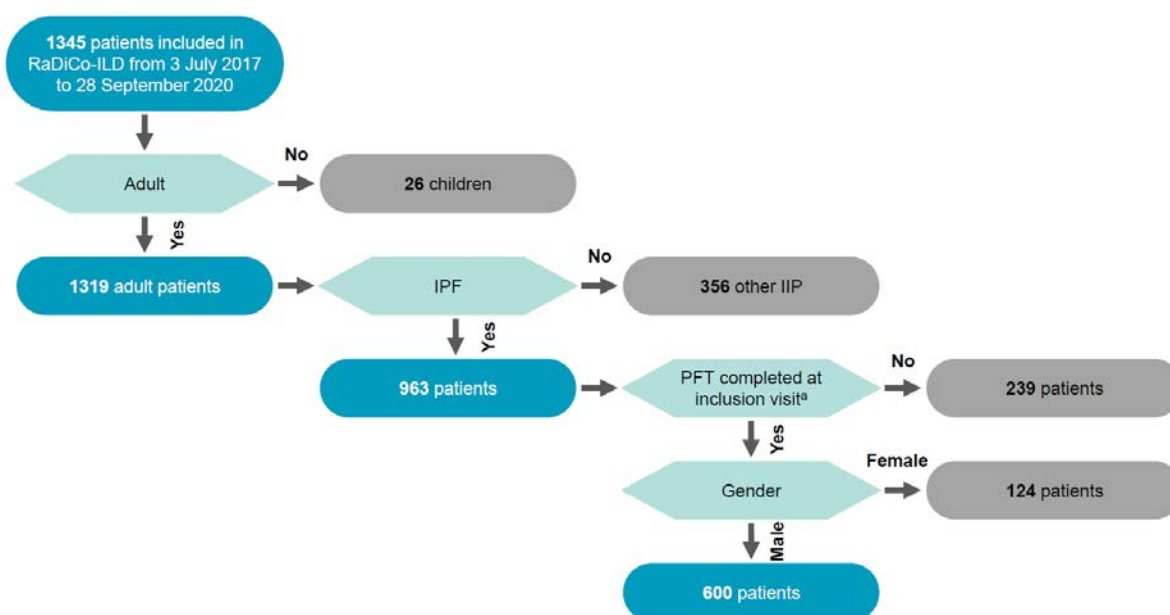 1345 patients included in
RaDiCo-ILD from 3 July 2017
to 28 September 2020
Adult
No
26 children
Yes
1319 adult patients
IPF
No
356 other IIP
Yes
963 patients
PFT completed at
inclusion visitᵃ
No
239 patients
Yes
Gender
Female
124 patients
Male
600 patients